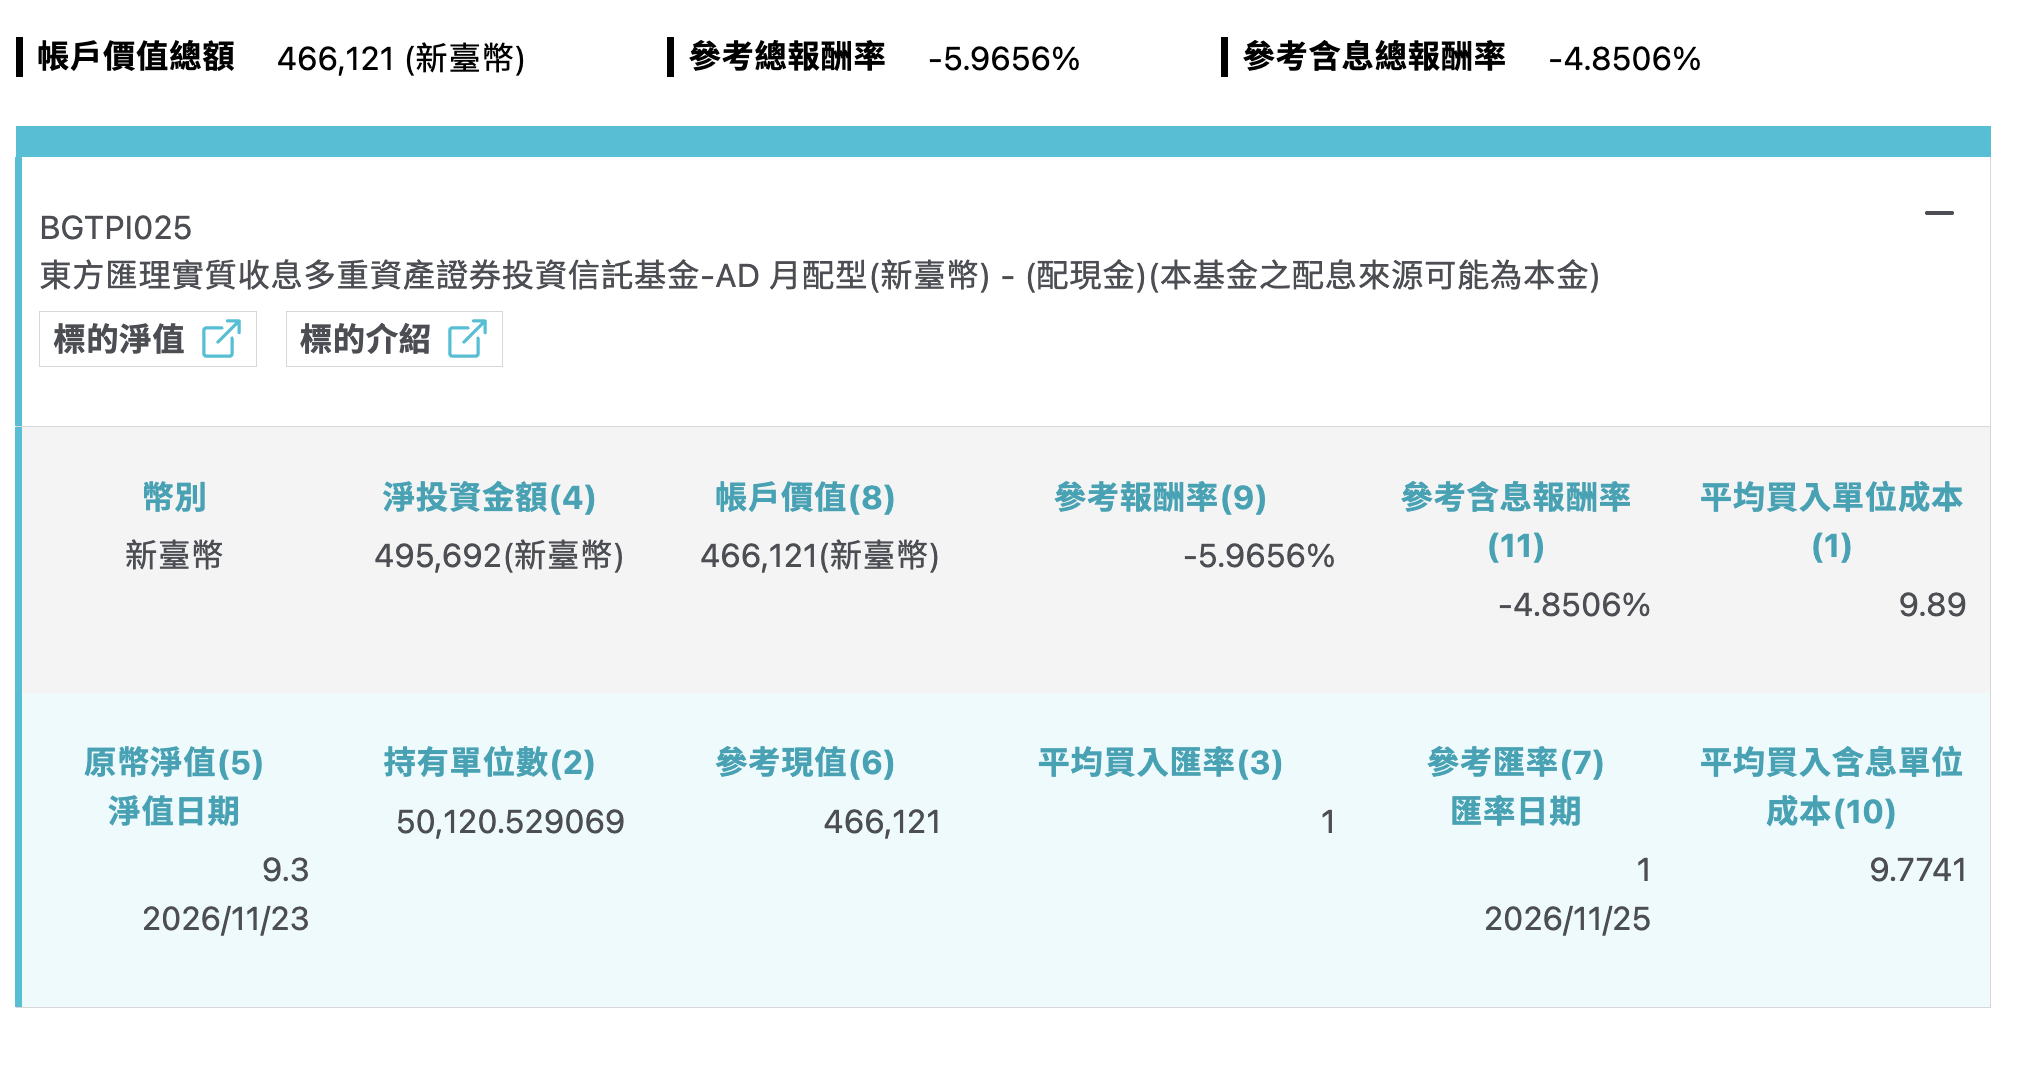 帳戶價值總額 466,121 (新臺幣) 參考總報酬率 -5.9656% 參考含息總報酬率 -4.8506%
BGTPI025
東方匯理實質收息多重資產證券投資信託基金-AD 月配型(新臺幣) - (配現金)(本基金之配息來源可能為本金)
標的淨值 標的介紹
幣別 淨投資金額(4) 帳戶價值(8) 參考報酬率(9) 參考含息報酬率 平均買入單位成本
(11) (1)
新臺幣 495,692(新臺幣) 466,121(新臺幣) -5.9656%
-4.8506% 9.89
原幣淨值(5) 持有單位數(2) 參考現值(6) 平均買入匯率(3) 參考匯率(7) 平均買入含息單位
淨值日期 匯率日期 成本(10)
50,120.529069 466,121 1
9.3 1 9.7741
2026/11/23 2026/11/25